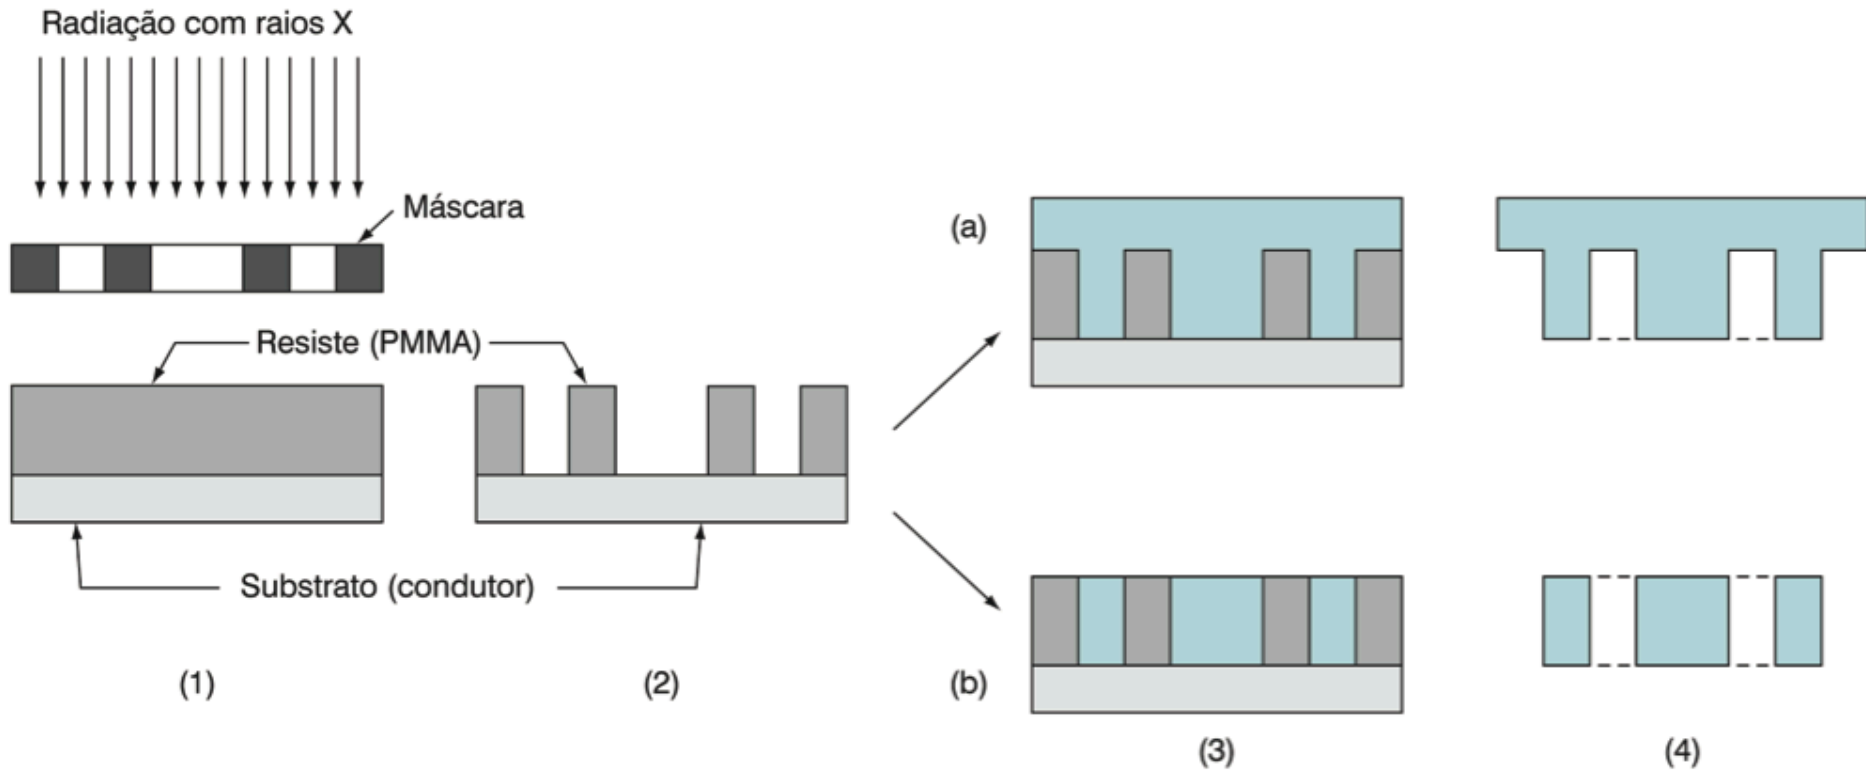 Radiação com raios X
Máscara
(a)
Resiste (PMMA)
Substrato (condutor)
(1)
(2)
(b)
(3)
(4)